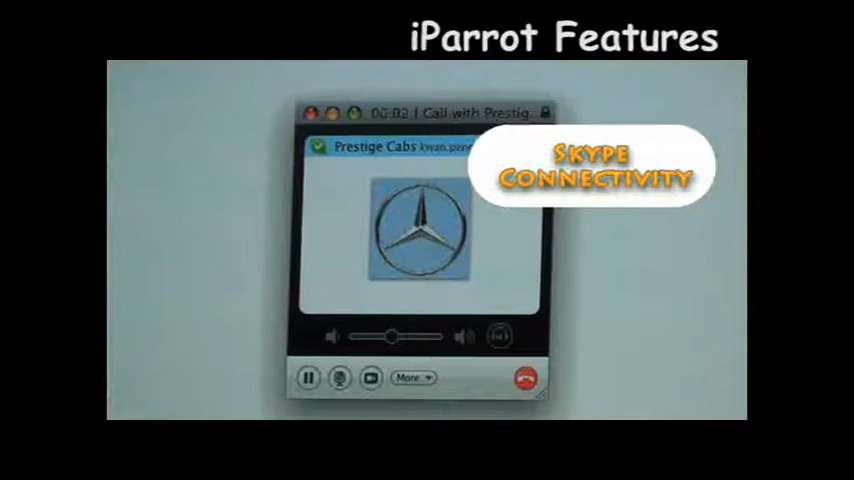 iParrot Features
00:02 | Call with Prestig
Prestige Cabs
SKYPE
CONNECTIVITY
More